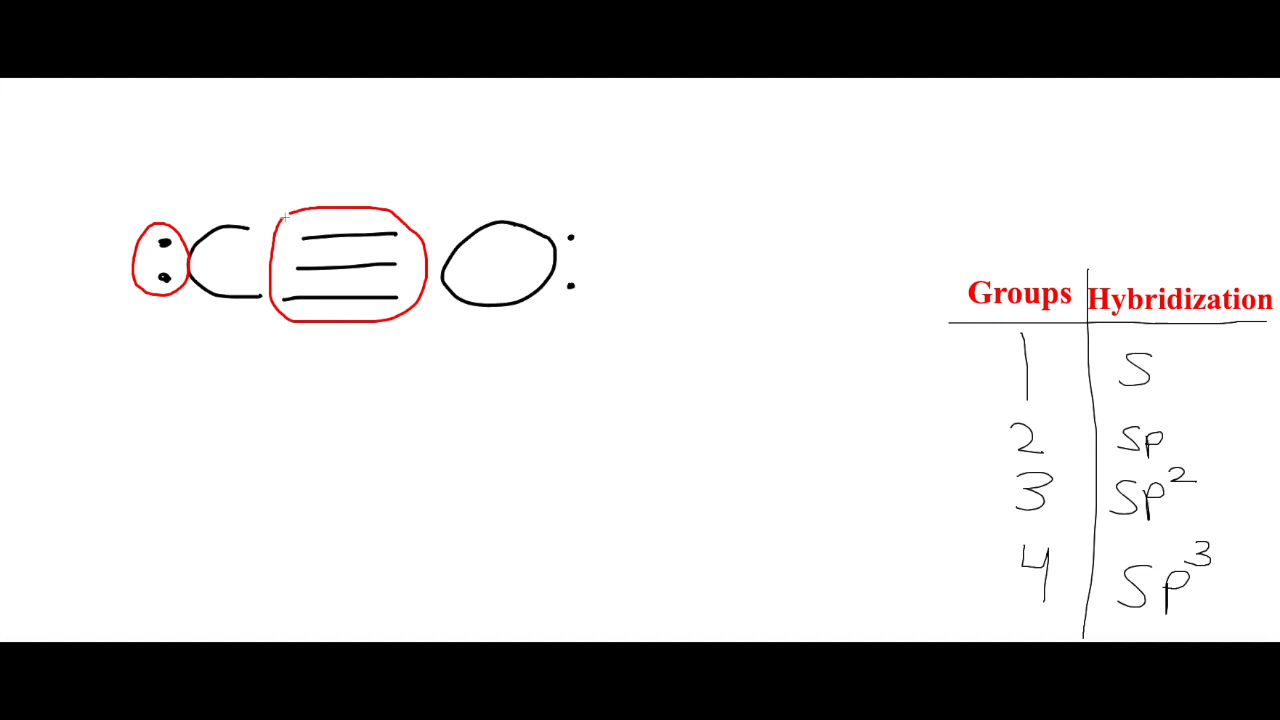 :C≡O:
Groups Hybridization
1 S
2 Sp
3 Sp²
4 Sp³